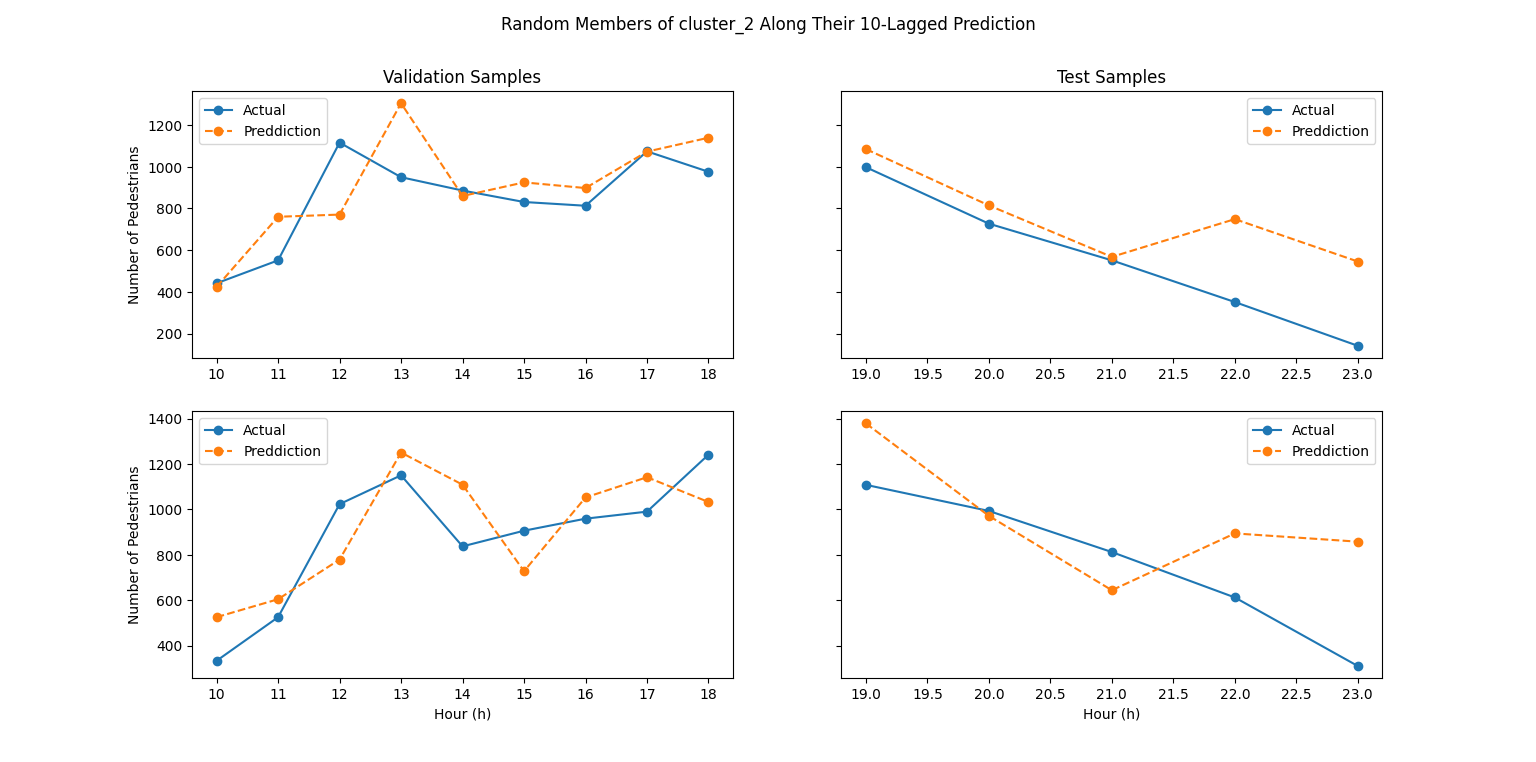 Random Members of cluster_2 Along Their 10-Lagged Prediction
Validation Samples
Number of Pedestrians
1200
1000
800
600
400
200
Actual
Preddiction
10 11 12 13 14 15 16 17 18
Test Samples
Actual
Preddiction
19.0 19.5 20.0 20.5 21.0 21.5 22.0 22.5 23.0
Number of Pedestrians
1400
1200
1000
800
600
400
Actual
Preddiction
10 11 12 13 14 15 16 17 18
Hour (h)
Actual
Preddiction
19.0 19.5 20.0 20.5 21.0 21.5 22.0 22.5 23.0
Hour (h)